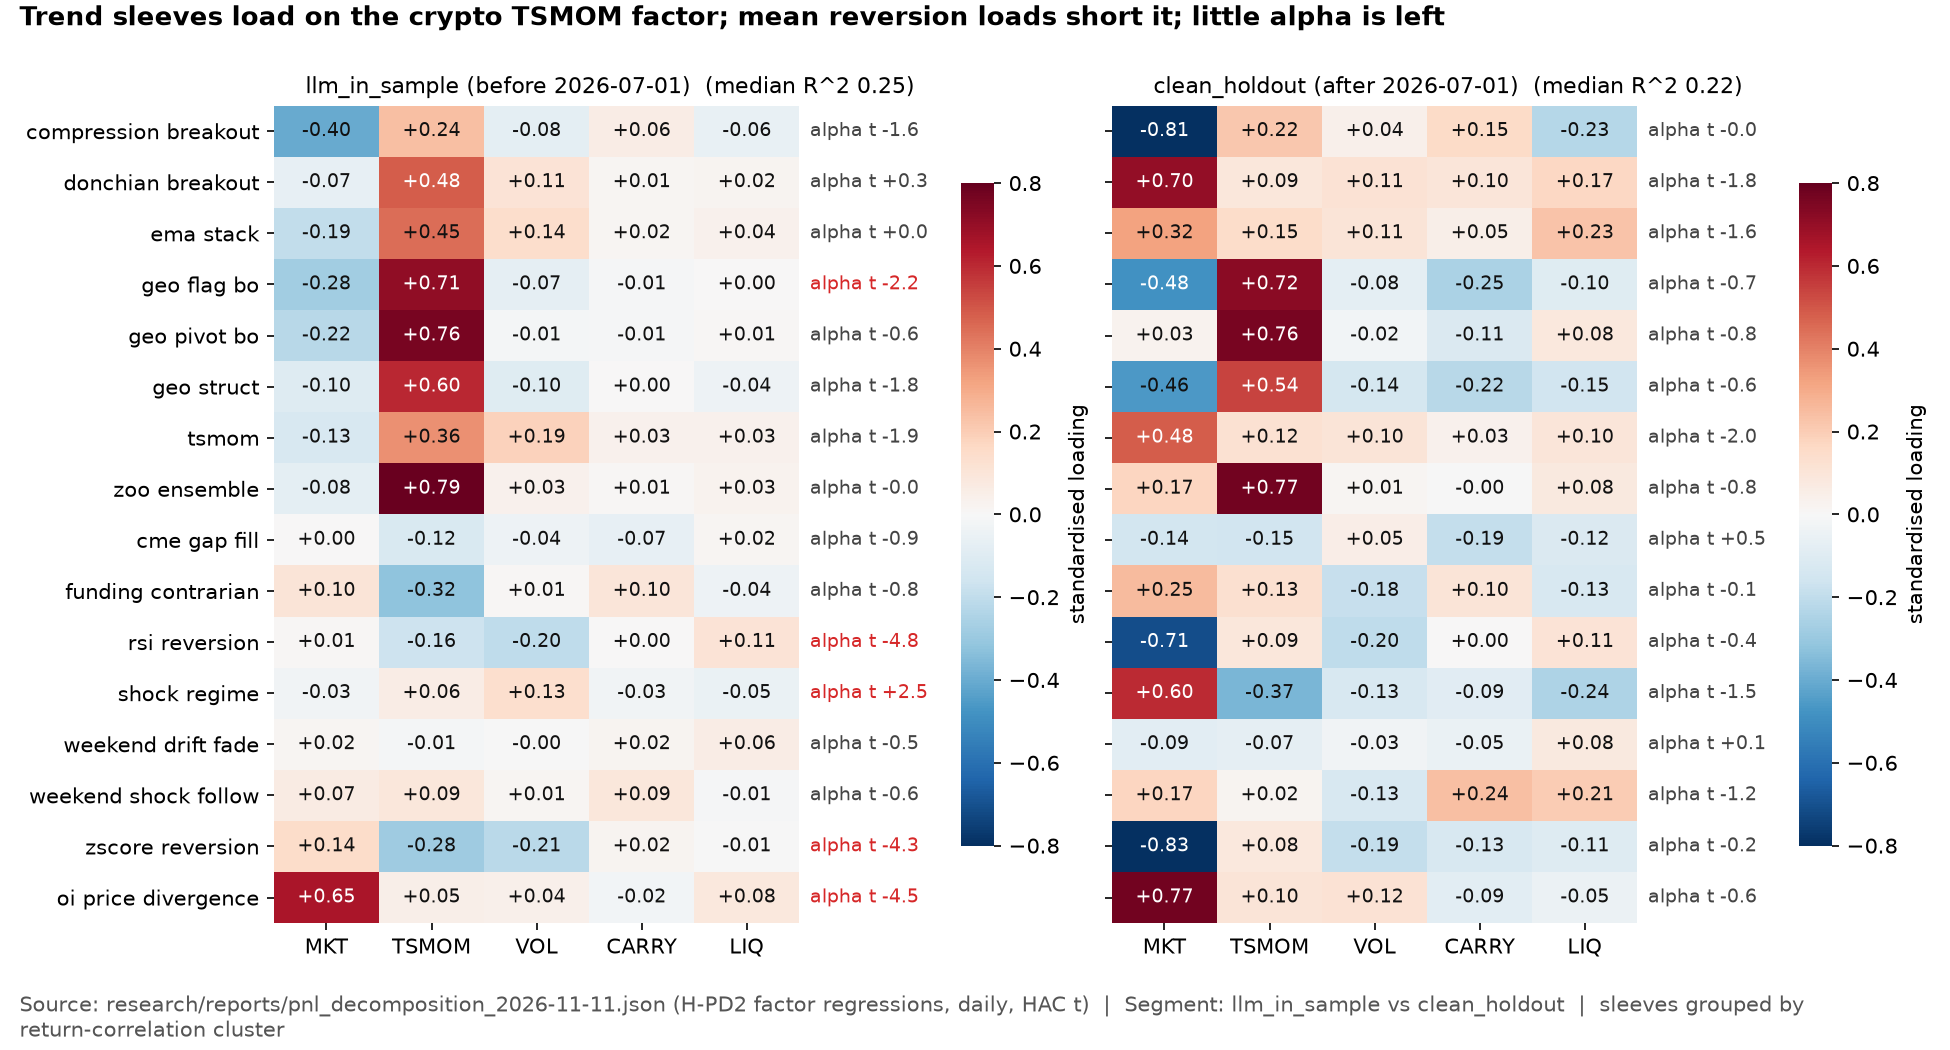 Trend sleeves load on the crypto TSMOM factor; mean reversion loads short it; little alpha is left
llm_in_sample (before 2026-07-01)  (median R^2 0.25)
compression breakout -0.40 +0.24 -0.08 +0.06 -0.06 alpha t -1.6
donchian breakout -0.07 +0.48 +0.11 +0.01 +0.02 alpha t +0.3
ema stack -0.19 +0.45 +0.14 +0.02 +0.04 alpha t +0.0
geo flag bo -0.28 +0.71 -0.07 -0.01 +0.00 alpha t -2.2
geo pivot bo -0.22 +0.76 -0.01 -0.01 +0.01 alpha t -0.6
geo struct -0.10 +0.60 -0.10 +0.00 -0.04 alpha t -1.8
tsmom -0.13 +0.36 +0.19 +0.03 +0.03 alpha t -1.9
zoo ensemble -0.08 +0.79 +0.03 +0.01 +0.03 alpha t -0.0
cme gap fill +0.00 -0.12 -0.04 -0.07 +0.02 alpha t -0.9
funding contrarian +0.10 -0.32 +0.01 +0.10 -0.04 alpha t -0.8
rsi reversion +0.01 -0.16 -0.20 +0.00 +0.11 alpha t -4.8
shock regime -0.03 +0.06 +0.13 -0.03 -0.05 alpha t +2.5
weekend drift fade +0.02 -0.01 -0.00 +0.02 +0.06 alpha t -0.5
weekend shock follow +0.07 +0.09 +0.01 +0.09 -0.01 alpha t -0.6
zscore reversion +0.14 -0.28 -0.21 +0.02 -0.01 alpha t -4.3
oi price divergence +0.65 +0.05 +0.04 -0.02 +0.08 alpha t -4.5
MKT TSMOM VOL CARRY LIQ
0.8
0.6
0.4
0.2
0.0
−0.2
−0.4
−0.6
−0.8
standardised loading
clean_holdout (after 2026-07-01)  (median R^2 0.22)
-0.81 +0.22 +0.04 +0.15 -0.23 alpha t -0.0
+0.70 +0.09 +0.11 +0.10 +0.17 alpha t -1.8
+0.32 +0.15 +0.11 +0.05 +0.23 alpha t -1.6
-0.48 +0.72 -0.08 -0.25 -0.10 alpha t -0.7
+0.03 +0.76 -0.02 -0.11 +0.08 alpha t -0.8
-0.46 +0.54 -0.14 -0.22 -0.15 alpha t -0.6
+0.48 +0.12 +0.10 +0.03 +0.10 alpha t -2.0
+0.17 +0.77 +0.01 -0.00 +0.08 alpha t -0.8
-0.14 -0.15 +0.05 -0.19 -0.12 alpha t +0.5
+0.25 +0.13 -0.18 +0.10 -0.13 alpha t -0.1
-0.71 +0.09 -0.20 +0.00 +0.11 alpha t -0.4
+0.60 -0.37 -0.13 -0.09 -0.24 alpha t -1.5
-0.09 -0.07 -0.03 -0.05 +0.08 alpha t +0.1
+0.17 +0.02 -0.13 +0.24 +0.21 alpha t -1.2
-0.83 +0.08 -0.19 -0.13 -0.11 alpha t -0.2
+0.77 +0.10 +0.12 -0.09 -0.05 alpha t -0.6
MKT TSMOM VOL CARRY LIQ
0.8
0.6
0.4
0.2
0.0
−0.2
−0.4
−0.6
−0.8
standardised loading
Source: research/reports/pnl_decomposition_2026-11-11.json (H-PD2 factor regressions, daily, HAC t)  |  Segment: llm_in_sample vs clean_holdout  |  sleeves grouped by
return-correlation cluster